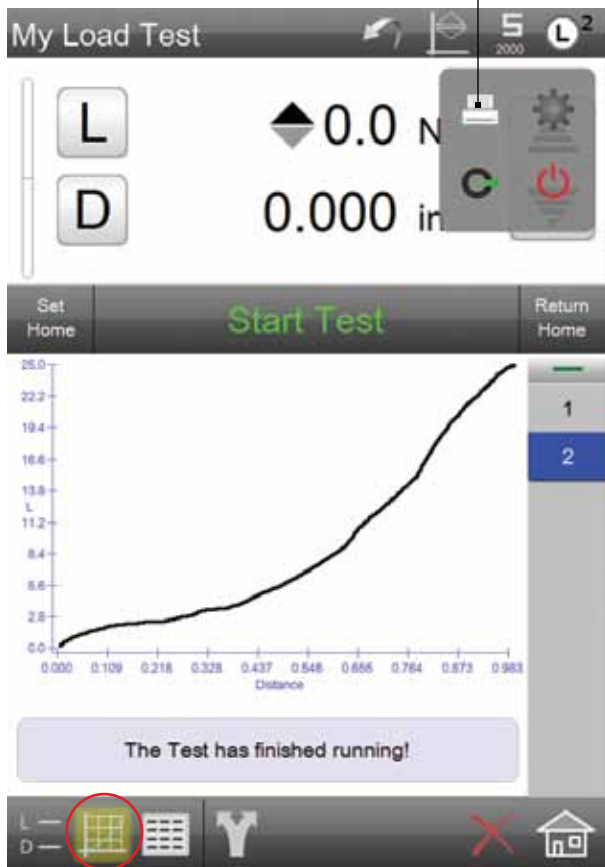 My Load Test
5
2000
L 2
L 0.0 N
D 0.000 in
Set Home
Start Test
Return Home
25.0
22.2
19.4
16.6
13.8
L
11.2
8.4
5.6
2.8
0.0
0.000 0.109 0.218 0.328 0.437 0.546 0.655 0.764 0.873 0.983
Distance
1
2
The Test has finished running!
L
D